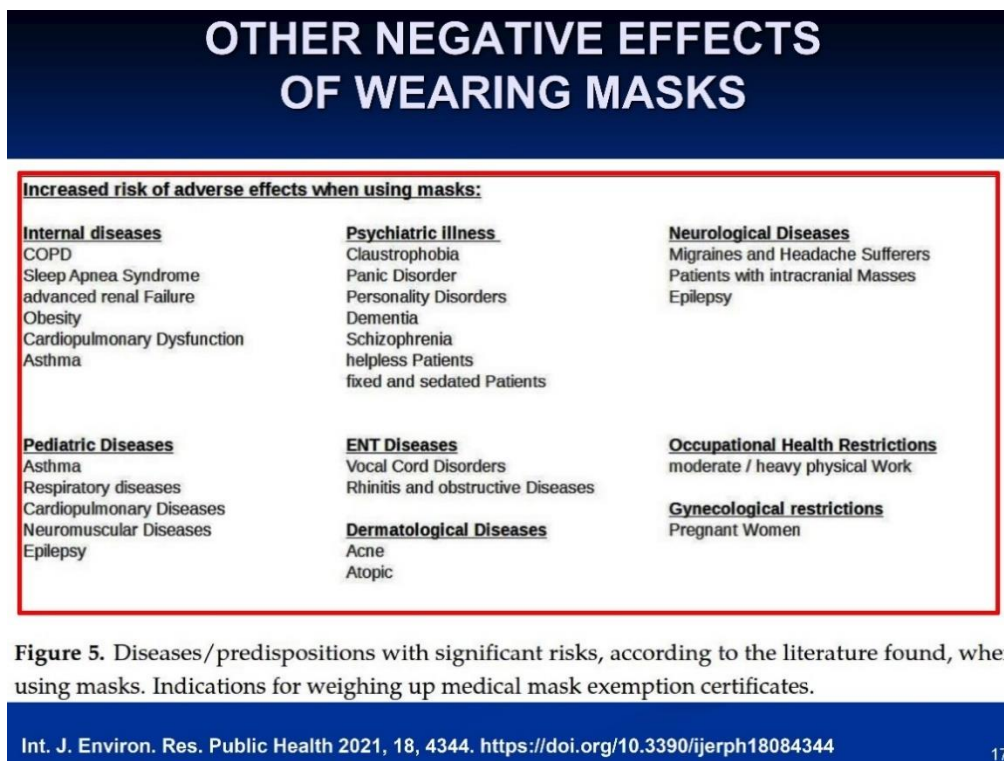 OTHER NEGATIVE EFFECTS
OF WEARING MASKS
Increased risk of adverse effects when using masks:
Internal diseases
COPD
Sleep Apnea Syndrome
advanced renal Failure
Obesity
Cardiopulmonary Dysfunction
Asthma
Psychiatric illness
Claustrophobia
Panic Disorder
Personality Disorders
Dementia
Schizophrenia
helpless Patients
fixed and sedated Patients
Neurological Diseases
Migraines and Headache Sufferers
Patients with intracranial Masses
Epilepsy
Pediatric Diseases
Asthma
Respiratory diseases
Cardiopulmonary Diseases
Neuromuscular Diseases
Epilepsy
ENT Diseases
Vocal Cord Disorders
Rhinitis and obstructive Diseases
Dermatological Diseases
Acne
Atopic
Occupational Health Restrictions
moderate / heavy physical Work
Gynecological restrictions
Pregnant Women
Figure 5. Diseases/predispositions with significant risks, according to the literature found, whe
using masks. Indications for weighing up medical mask exemption certificates.
Int. J. Environ. Res. Public Health 2021, 18, 4344. https://doi.org/10.3390/ijerph18084344
17